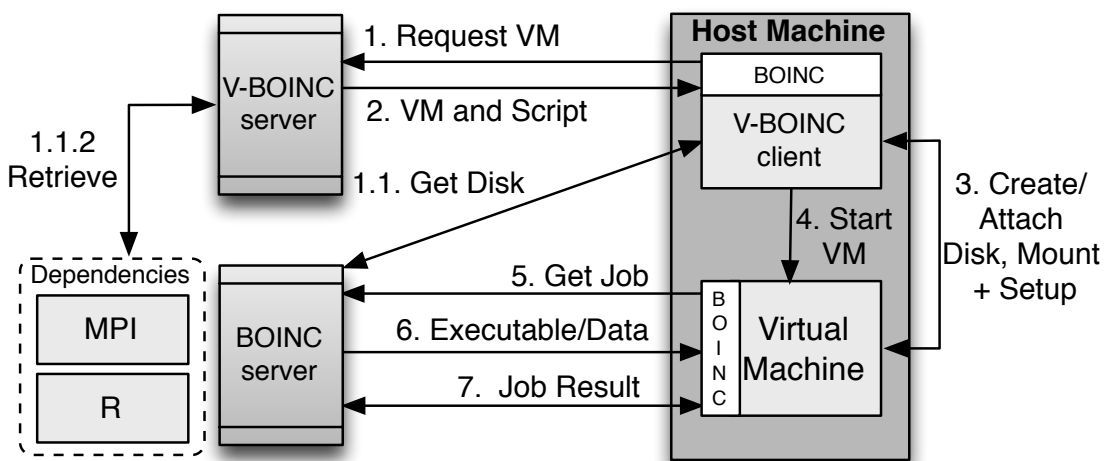 Host Machine
1. Request VM
BOINC
V-BOINC
server
2. VM and Script
V-BOINC
client
1.1.2
Retrieve
1.1. Get Disk
3. Create/
Attach
Disk, Mount
+ Setup
4. Start
VM
Dependencies
MPI
R
BOINC
server
5. Get Job
6. Executable/Data
7. Job Result
B
O
I
N
C
Virtual
Machine